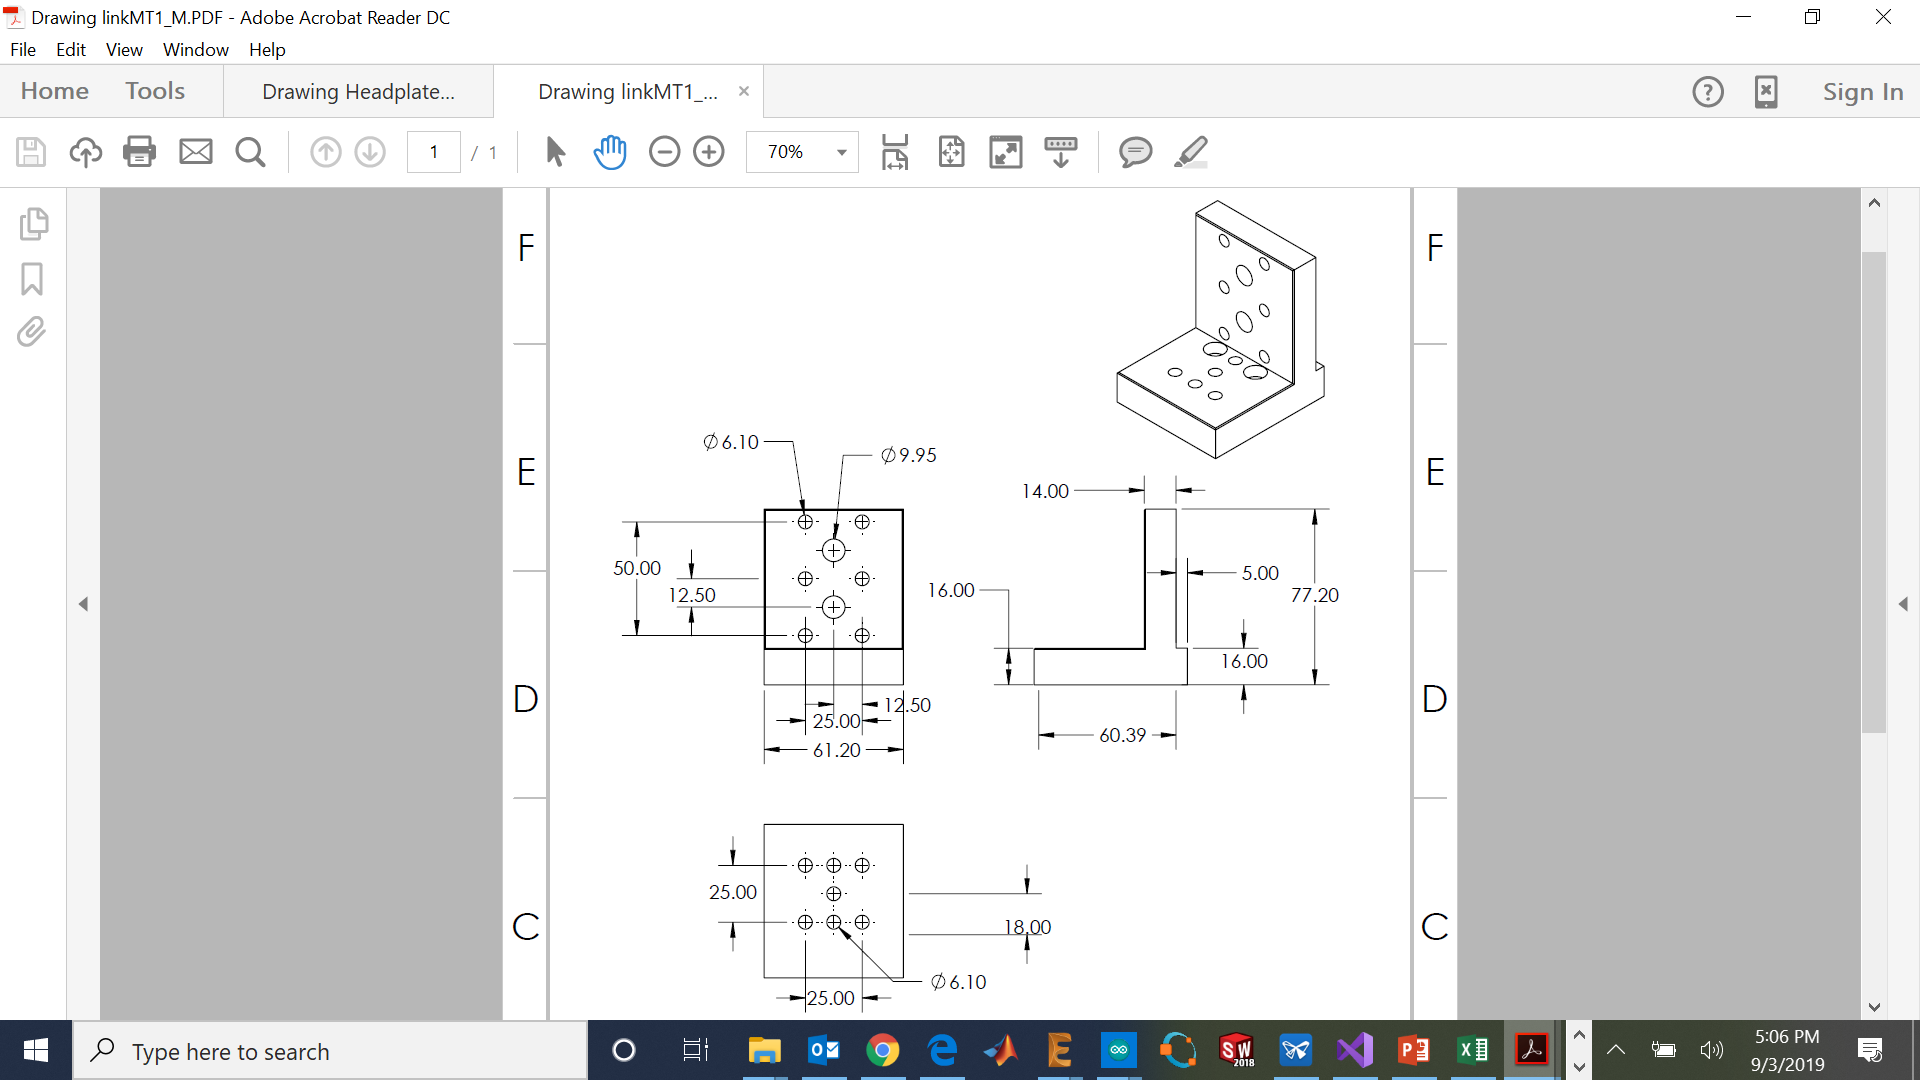 Drawing linkMT1_M.PDF - Adobe Acrobat Reader DC
File Edit View Window Help
Home Tools Drawing Headplate... Drawing linkMT1_... × ? Sign In
1 / 1 70%
F F
E E
D D
C C
⌀6.10
⌀9.95
14.00
50.00
12.50
16.00
5.00
77.20
16.00
12.50
25.00
61.20
60.39
25.00
18.00
⌀6.10
25.00
Type here to search
SW
2018
5:06 PM
9/3/2019